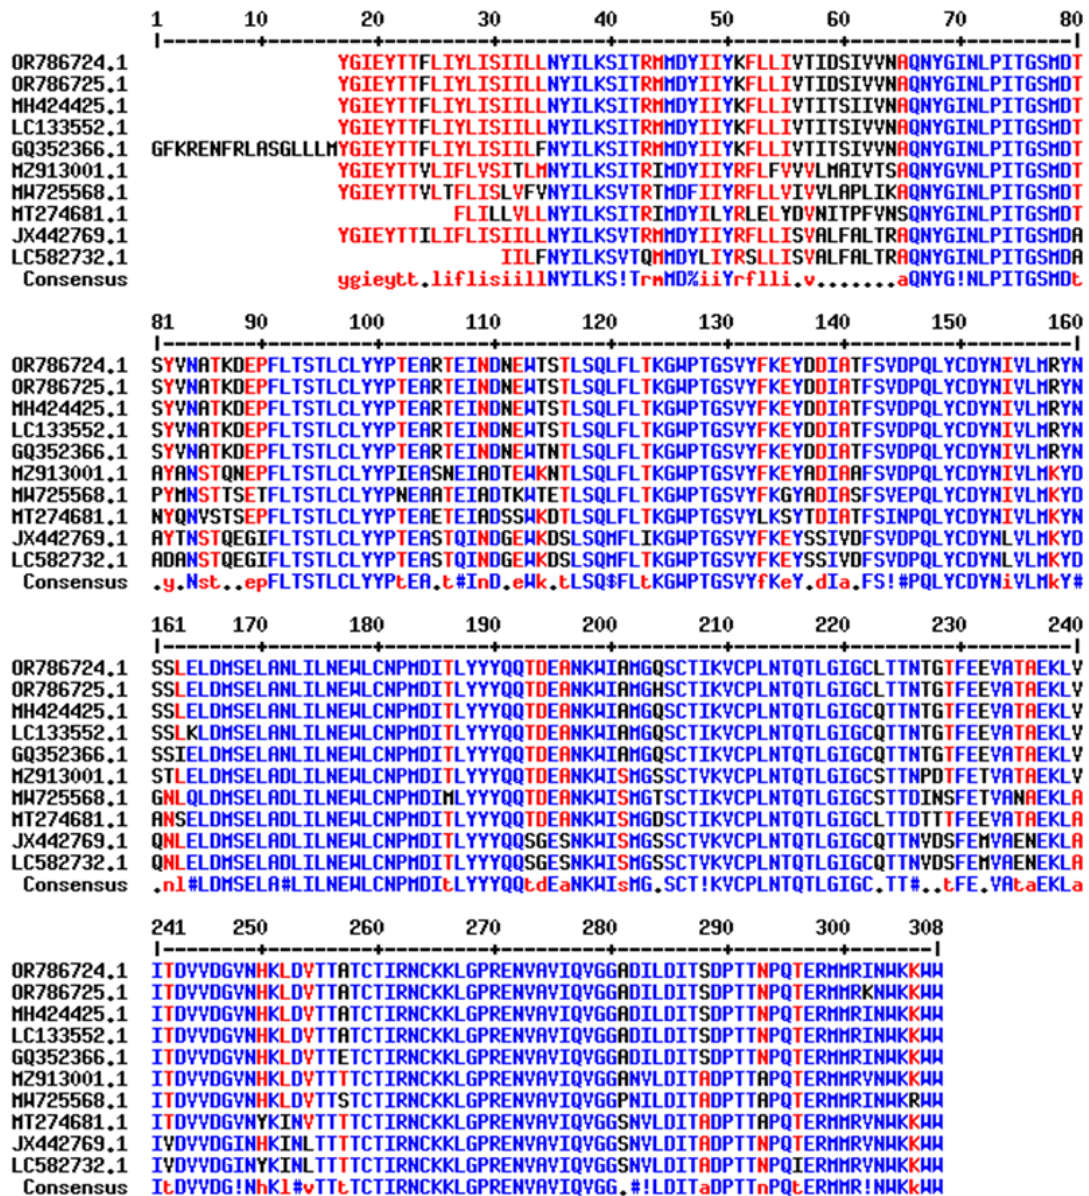 1 10 20 30 40 50 60 70 80
|--------+---------+---------+---------+---------+---------+---------+---------|
OR786724.1 YGIEYTTFLIYLISIILLNYILKSITRMMDYIIYKFLLIVTIDSIVVNAQNYGINLPITGSMDT
OR786725.1 YGIEYTTFLIYLISIILLNYILKSITRMMDYIIYKFLLIVTIDSIVVNAQNYGINLPITGSMDT
MH424425.1 YGIEYTTFLIYLISIILLNYILKSITRMMDYIIYKFLLIVTITSIIVNAQNYGINLPITGSMDT
LC133552.1 YGIEYTTFLIYLISIILLNYILKSITRMMDYIIYKFLLIVTITSIVVNAQNYGINLPITGSMDT
GQ352366.1 GFKRENFRLASGLLLMYGIEYTTFLIYLISIILFNYILKSITRMMDYIIYKFLLIVTITSIVVNAQNYGINLPITGSMDT
MZ913001.1 YGIEYTTVLIFLVSITLMNYILKSITRIMDYIIYRFLFVVVLMAIVTSAQNYGVNLPITGSMDT
MW725568.1 YGIEYTTVLTFLISLVFVNYILKSVTRTMDFIIYRFLLVIVVLAPLIKAQNYGINLPITGSMDT
MT274681.1 FLILLVLLNYILKSITRIMDYILYRLELYDVNITPFVNSQNYGINLPITGSMDT
JX442769.1 YGIEYTTILIFLISIILLNYILKSVTRMMDYIIYRFLLISVALFALTRAQNYGINLPITGSMDA
LC582732.1 IILFNYILKSVTQMMDYLIYRSLLISVALFALTRAQNYGINLPITGSMDA
Consensus ygieytt.liflisiillNYILKS!TrmMD%iiYrflli.v.......aQNYG!NLPITGSMDt
81 90 100 110 120 130 140 150 160
|--------+---------+---------+---------+---------+---------+---------+---------|
OR786724.1 SYVNATKDEPFLTSTLCLYYPTEARTEINDNEWTSTLSQLFLTKGWPTGSVYFKEYDDIATFSVDPQLYCDYNIVLMRYN
OR786725.1 SYVNATKDEPFLTSTLCLYYPTEARTEINDNEWTSTLSQLFLTKGWPTGSVYFKEYDDIATFSVDPQLYCDYNIVLMRYN
MH424425.1 SYVNATKDEPFLTSTLCLYYPTEARTEINDNEWTSTLSQLFLTKGWPTGSVYFKEYDDIATFSVDPQLYCDYNIVLMRYN
LC133552.1 SYVNATKDEPFLTSTLCLYYPTEARTEINDNEWTSTLSQLFLTKGWPTGSVYFKEYDDIATFSVDPQLYCDYNIVLMRYN
GQ352366.1 SYVNATKDEPFLTSTLCLYYPTEARTEINDNEWTNTLSQLFLTKGWPTGSVYFKEYDDIATFSVDPQLYCDYNIVLMRYN
MZ913001.1 AYANSTQNEPFLTSTLCLYYPIEASNEIADTEWKNTLSQLFLTKGWPTGSVYFKEYADIAAFSVDPQLYCDYNIVLMKYD
MW725568.1 PYMNSTTSETFLTSTLCLYYPNEAATEIADTKWTETLSQLFLTKGWPTGSVYFKGYADIASFSVEPQLYCDYNIVLMKYD
MT274681.1 NYQNVSTSEPFLTSTLCLYYPTEAETEIADSSWKDTLSQLFLTKGWPTGSVYLKSYTDIATFSINPQLYCDYNIVLMKYN
JX442769.1 AYTNSTQEGIFLTSTLCLYYPTEASTQINDGEWKDSLSQMFLIKGWPTGSVYFKEYSSIVDFSVDPQLYCDYNLVLMKYN
LC582732.1 ADANSTQEGIFLTSTLCLYYPTEASTQINDGEWKDSLSQMFLTKGWPTGSVYFKEYSSIVDFSVDPQLYCDYNLVLMKYD
Consensus .y.Nst..epFLTSTLCLYYPtEA.t#InD.eWk.tLSQ$FLtKGWPTGSVYfKeY.dIa.FS!#PQLYCDYNiVLMkY#
161 170 180 190 200 210 220 230 240
|--------+---------+---------+---------+---------+---------+---------+---------|
OR786724.1 SSLELDMSELANLILNEWLCNPMDITLYYYQQTDEANKWIAMGQSCTIKVCPLNTQTLGIGCLTTNTGTFEEVATAEKLV
OR786725.1 SSLELDMSELANLILNEWLCNPMDITLYYYQQTDEANKWIAMGHSCTIKVCPLNTQTLGIGCLTTNTGTFEEVATAEKLV
MH424425.1 SSLELDMSELANLILNEWLCNPMDITLYYYQQTDEANKWIAMGQSCTIKVCPLNTQTLGIGCQTTNTGTFEEVATAEKLV
LC133552.1 SSLKLDMSELANLILNEWLCNPMDITLYYYQQTDEANKWIAMGQSCTIKVCPLNTQTLGIGCQTTNTGTFEEVATAEKLV
GQ352366.1 SSIELDMSELANLILNEWLCNPMDITLYYYQQTDEANKWIAMGQSCTIKVCPLNTQTLGIGCQTTNTGTFEEVATAEKLV
MZ913001.1 STLELDMSELADLILNEWLCNPMDITLYYYQQTDEANKWISMGSSCTVKVCPLNTQTLGIGCSTTNPDTFETVATAEKLV
MW725568.1 GNLQLDMSELADLILNEWLCNPMDIMLYYYQQTDEANKWISMGTSCTIKVCPLNTQTLGIGCSTTDINSFETVANAEKLA
MT274681.1 ANSELDMSELADLILNEWLCNPMDITLYYYQQTDEANKWISMGDSCTIKVCPLNTQTLGIGCLTTDTTTFEEVATAEKLA
JX442769.1 QNLELDMSELADLILNEWLCNPMDITLYYYQQSGESNKWISMGSSCTVKVCPLNTQTLGIGCQTTNVDSFEMVAENEKLA
LC582732.1 QNLELDMSELADLILNEWLCNPMDITLYYYQQSGESNKWISMGSSCTVKVCPLNTQTLGIGCQTTNVDSFEMVAENEKLA
Consensus .nl#LDMSELA#LILNEWLCNPMDItLYYYQQtdEaNKWIsMG.SCT!KVCPLNTQTLGIGC.TT#..tFE.VAtaEKLa
241 250 260 270 280 290 300 308
|--------+---------+---------+---------+---------+---------+-------|
OR786724.1 ITDVVDGVNHKLDVTTATCTIRNCKKLGPRENVAVIQVGGADILDITSDPTTNPQTERMMRINWKKWW
OR786725.1 ITDVVDGVNHKLDVTTATCTIRNCKKLGPRENVAVIQVGGADILDITSDPTTNPQTERMMRKNWKKWW
MH424425.1 ITDVVDGVNHKLDVTTATCTIRNCKKLGPRENVAVIQVGGADILDITSDPTTNPQTERMMRINWKKWW
LC133552.1 ITDVVDGVNHKLDVTTATCTIRNCKKLGPRENVAVIQVGGADILDITSDPTTNPQTERMMRINWKKWW
GQ352366.1 ITDVVDGVNHKLDVTTETCTIRNCKKLGPRENVAVIQVGGADILDITSDPTTNPQTERMMRINWKKWW
MZ913001.1 ITDVVDGVNHKLDVTTTTCTIRNCKKLGPRENVAVIQVGGANVLDITADPTTAPQTERMMRVNWKKWW
MW725568.1 ITDVVDGVNHKLDVTTSTCTIRNCKKLGPRENVAVIQVGGPNILDITADPTTNPQTERMMRINWKRWW
MT274681.1 ITDVVDGVNYKINVTTTTCTIRNCKKLGPRENVAVIQVGGSNVLDITADPTTAPQTERMMRVNWKKWW
JX442769.1 IVDVVDGINHKINLTTTTCTIRNCKKLGPRENVAVIQVGGSNVLDITADPTTNPQTERMMRVNWKKWW
LC582732.1 IVDVVDGINYKINLTTTTCTIRNCKKLGPRENVAVIQVGGSNVLDITADPTTNPQIERMMRVNWKKWW
Consensus ItDVVDG!NhKl#vTTtTCTIRNCKKLGPRENVAVIQVGG.#!LDITaDPTTnPQtERMMR!NWKkWW